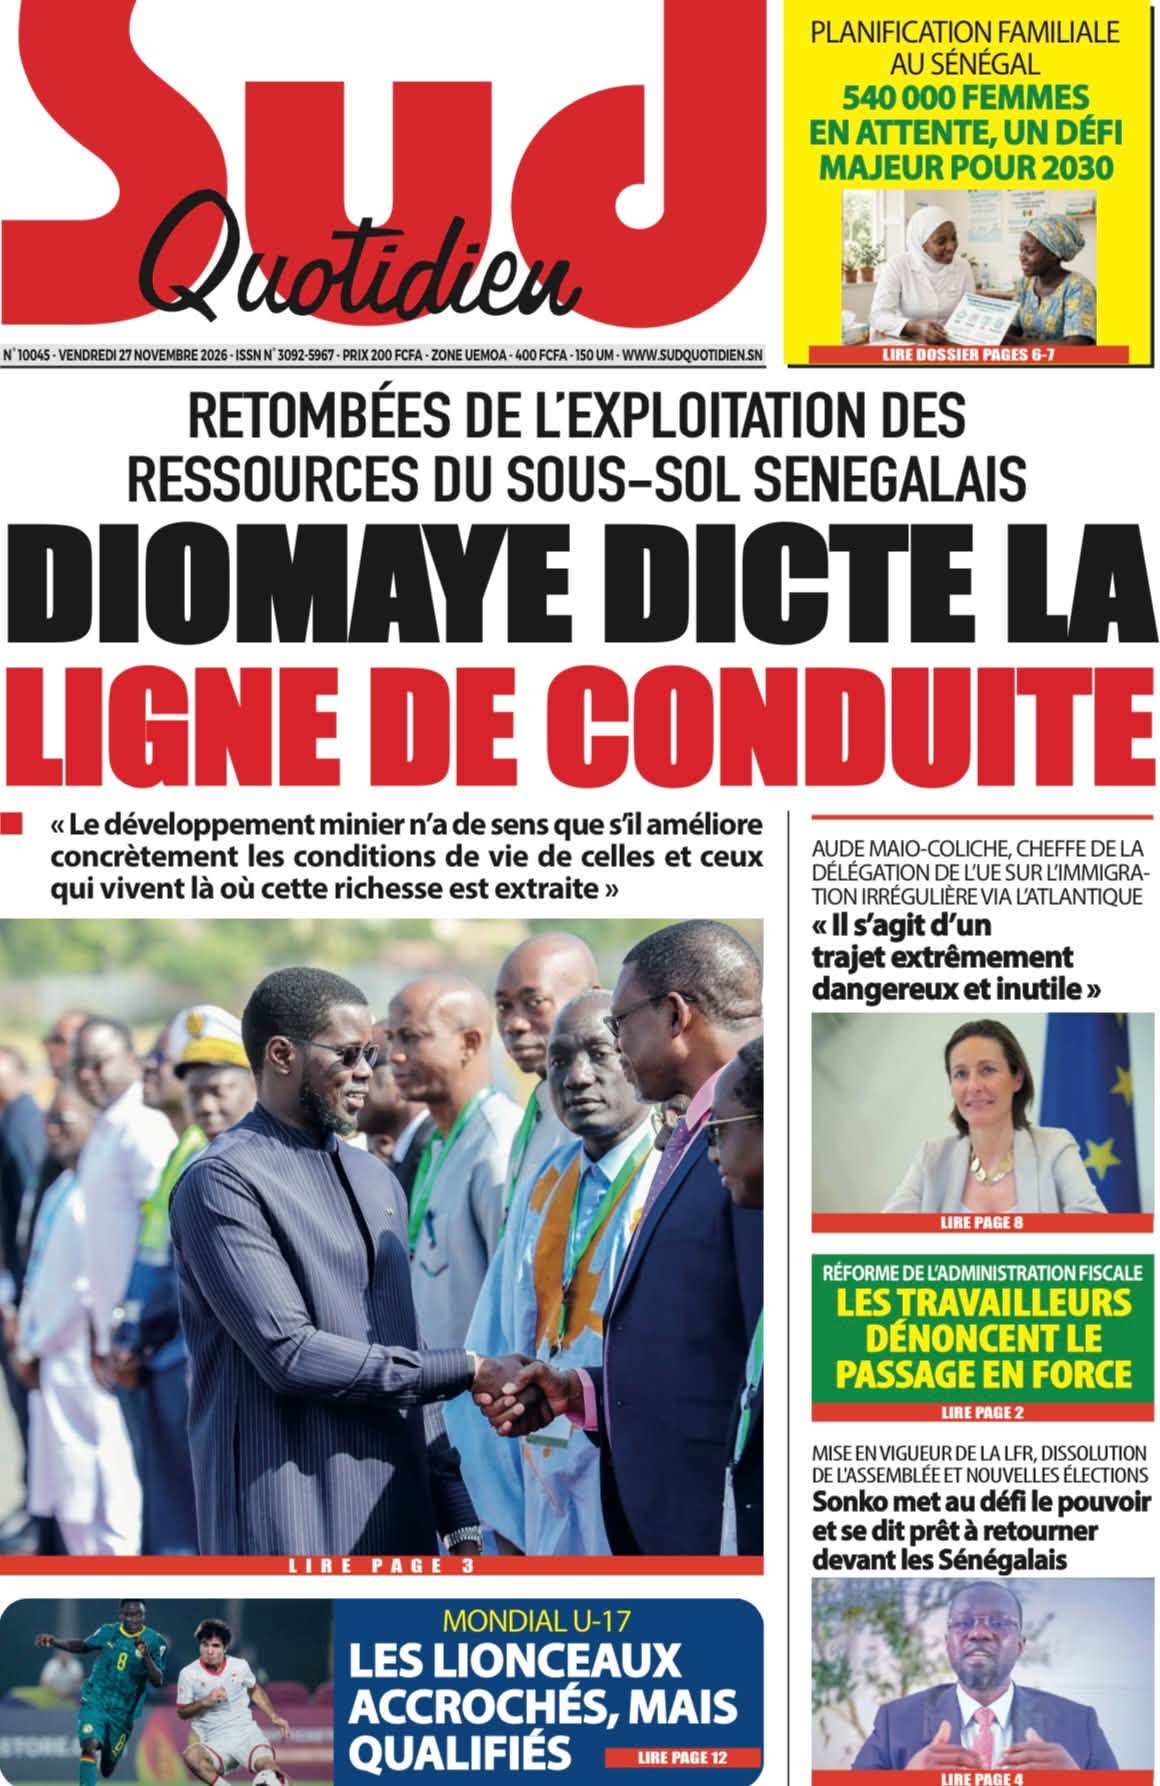 Sud
Quotidien
N°10045 - VENDREDI 27 NOVEMBRE 2026 - ISSN N°3092-5967 - PRIX 200 FCFA - ZONE UEMOA - 400 FCFA - 150 UM - WWW.SUDQUOTIDIEN.SN
PLANIFICATION FAMILIALE
AU SÉNÉGAL
540 000 FEMMES
EN ATTENTE, UN DÉFI
MAJEUR POUR 2030
LIRE DOSSIER PAGES 6-7
RETOMBÉES DE L'EXPLOITATION DES
RESSOURCES DU SOUS-SOL SENEGALAIS
DIOMAYE DICTE LA
LIGNE DE CONDUITE
« Le développement minier n'a de sens que s'il améliore
concrètement les conditions de vie de celles et ceux
qui vivent là où cette richesse est extraite »
LIRE PAGE 3
MONDIAL U-17
LES LIONCEAUX
ACCROCHÉS, MAIS
QUALIFIÉS
LIRE PAGE 12
8
AUDE MAIO-COLICHE, CHEFFE DE LA
DÉLÉGATION DE L'UE SUR L'IMMIGRA-
TION IRRÉGULIÈRE VIA L'ATLANTIQUE
« Il s'agit d'un
trajet extrêmement
dangereux et inutile »
LIRE PAGE 8
RÉFORME DE L'ADMINISTRATION FISCALE
LES TRAVAILLEURS
DÉNONCENT LE
PASSAGE EN FORCE
LIRE PAGE 2
MISE EN VIGUEUR DE LA LFR, DISSOLUTION
DE L'ASSEMBLÉE ET NOUVELLES ÉLECTIONS
Sonko met au défi le pouvoir
et se dit prêt à retourner
devant les Sénégalais
LIRE PAGE 4